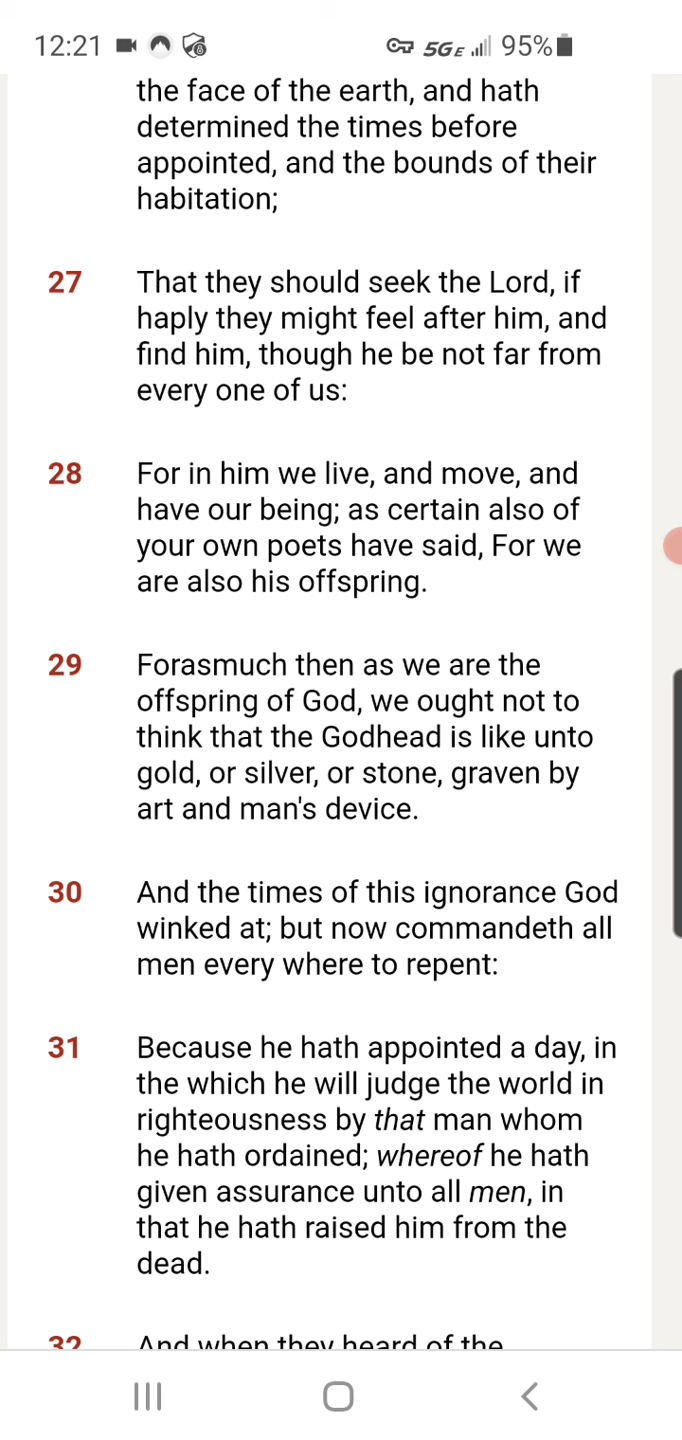 12:21 5GE 95%
the face of the earth, and hath
determined the times before
appointed, and the bounds of their
habitation;
27 That they should seek the Lord, if
haply they might feel after him, and
find him, though he be not far from
every one of us:
28 For in him we live, and move, and
have our being; as certain also of
your own poets have said, For we
are also his offspring.
29 Forasmuch then as we are the
offspring of God, we ought not to
think that the Godhead is like unto
gold, or silver, or stone, graven by
art and man's device.
30 And the times of this ignorance God
winked at; but now commandeth all
men every where to repent:
31 Because he hath appointed a day, in
the which he will judge the world in
righteousness by that man whom
he hath ordained; whereof he hath
given assurance unto all men, in
that he hath raised him from the
dead.
32 And when they heard of the